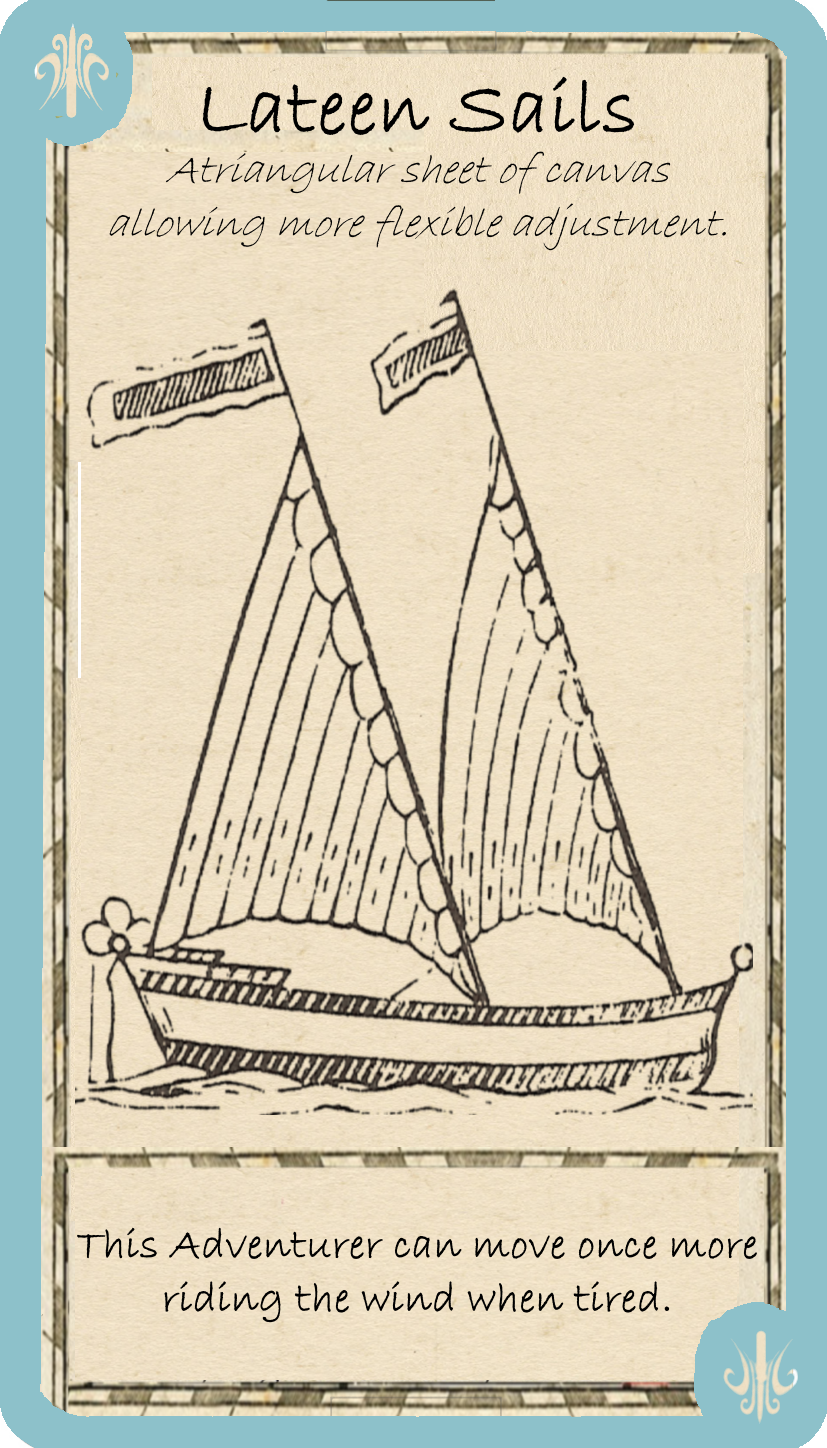 Lateen Sails
Atriangular sheet of canvas
allowing more flexible adjustment.
This Adventurer can move once more
riding the wind when tired.